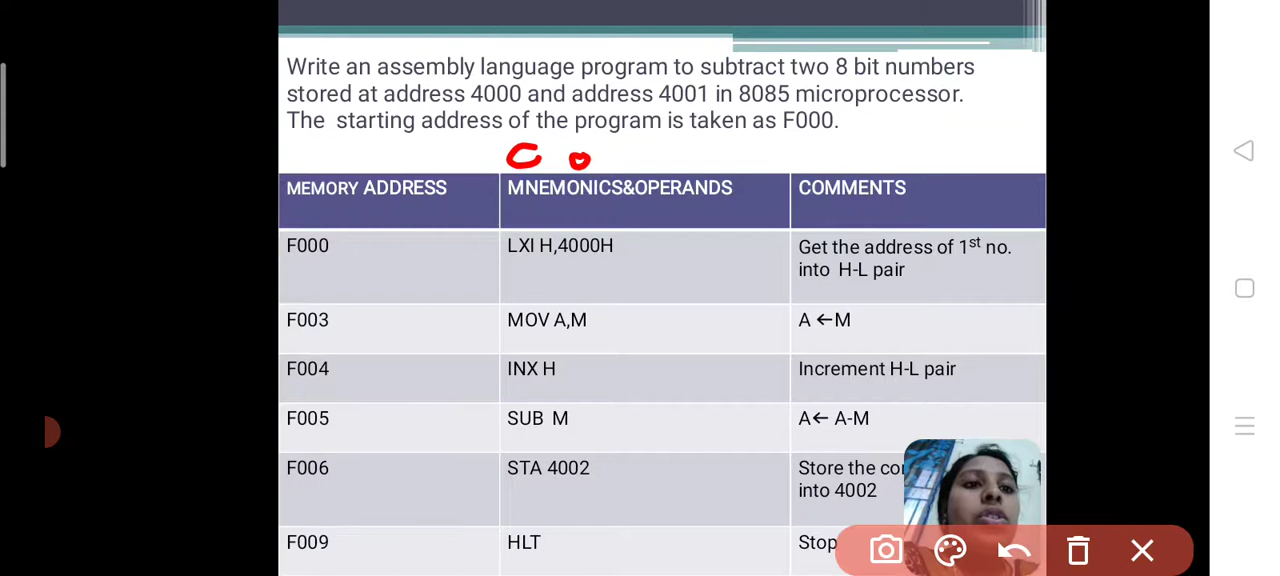 Write an assembly language program to subtract two 8 bit numbers
stored at address 4000 and address 4001 in 8085 microprocessor.
The starting address of the program is taken as F000.
MEMORY ADDRESS MNEMONICS&OPERANDS COMMENTS
F000 LXI H,4000H Get the address of 1st no.
into H-L pair
F003 MOV A,M A ←M
F004 INX H Increment H-L pair
F005 SUB M A← A-M
F006 STA 4002 Store the
into 4002
F009 HLT Stop